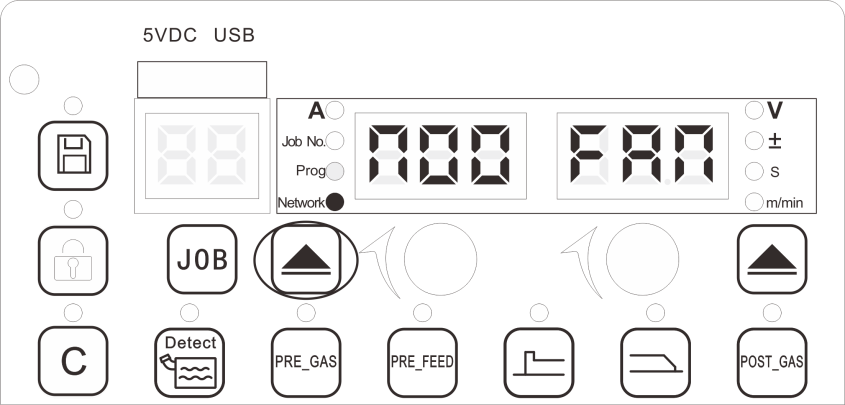 5VDC USB
A
Job No.
Prog
Network
n00
FAn
V
±
S
m/min
JOB
C
Detect
PRE_GAS
PRE_FEED
POST_GAS